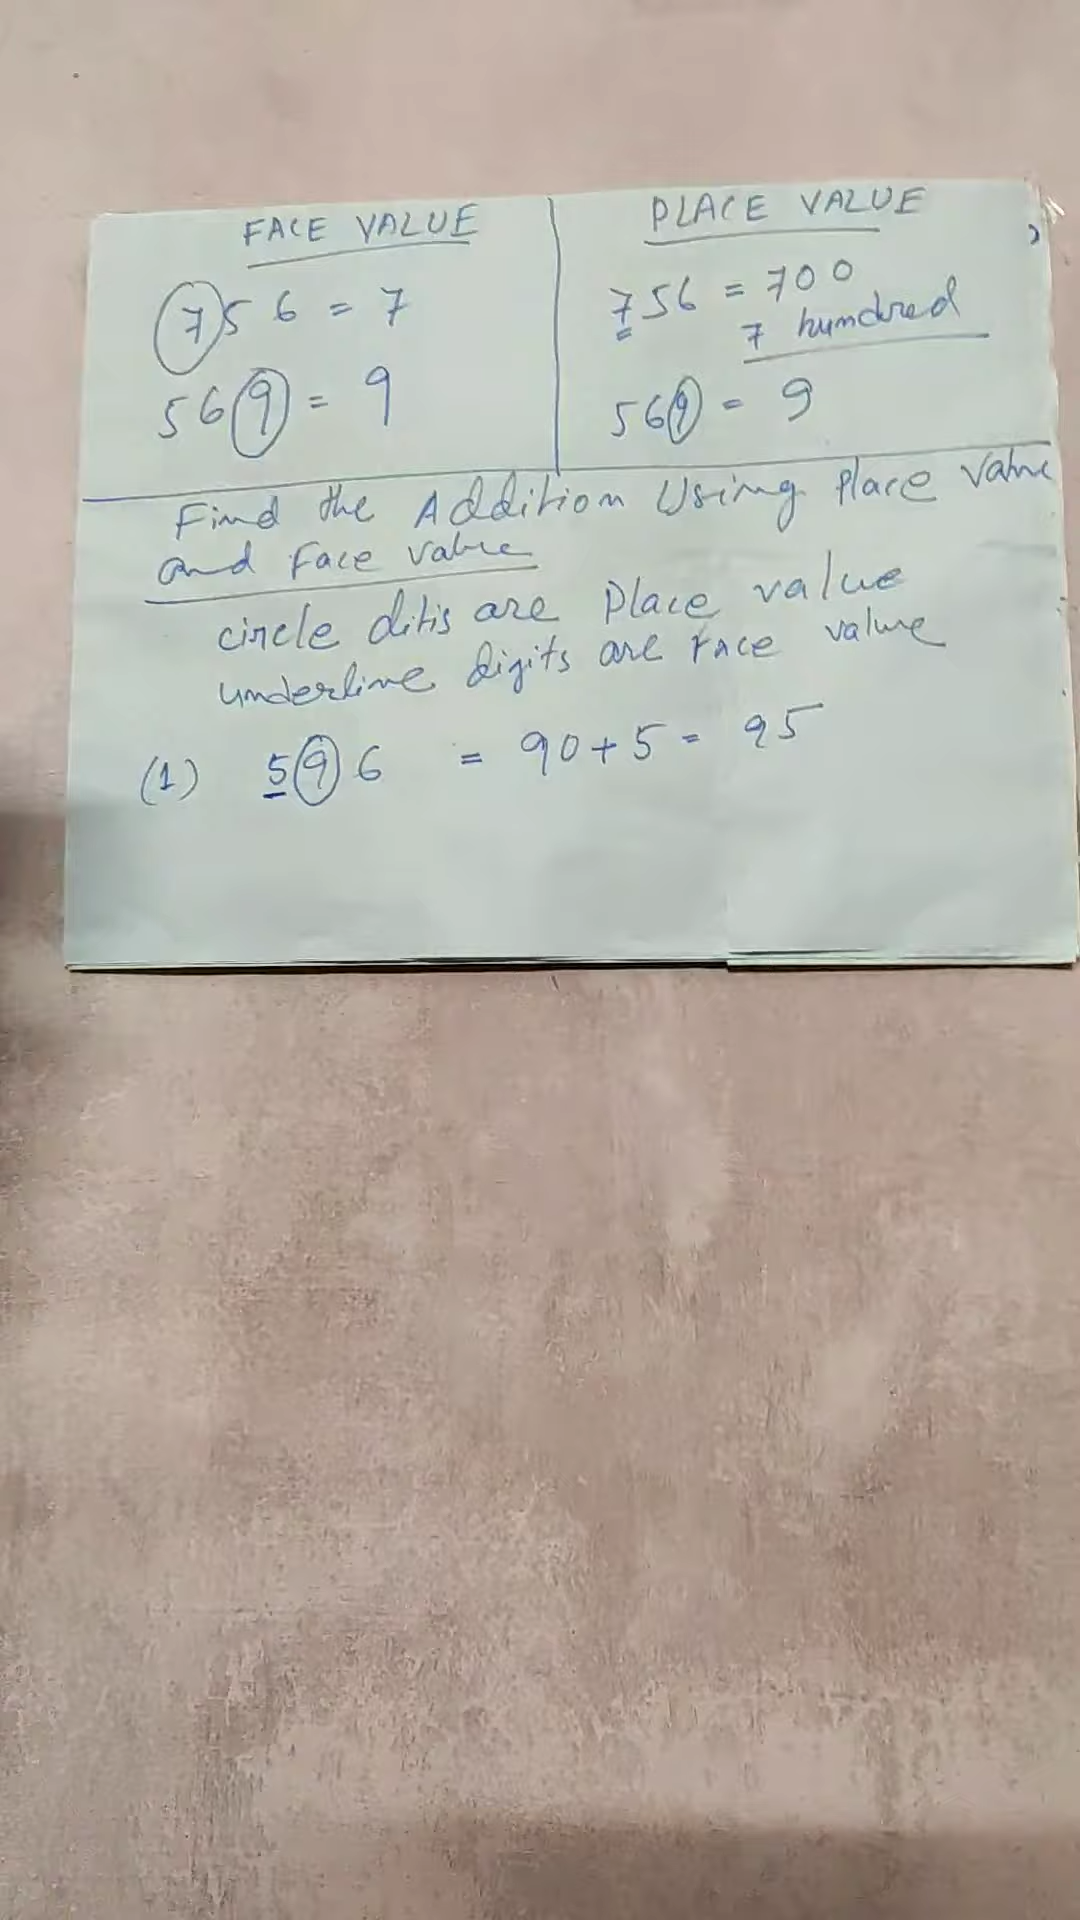 FACE VALUE
756 = 7
569 = 9
PLACE VALUE
756 = 700
7 hundred
569 = 9
Find the Addition Using Place Value
and Face value
circle ditis are Place value
underline digits are Face value
(1) 596 = 90+5= 95